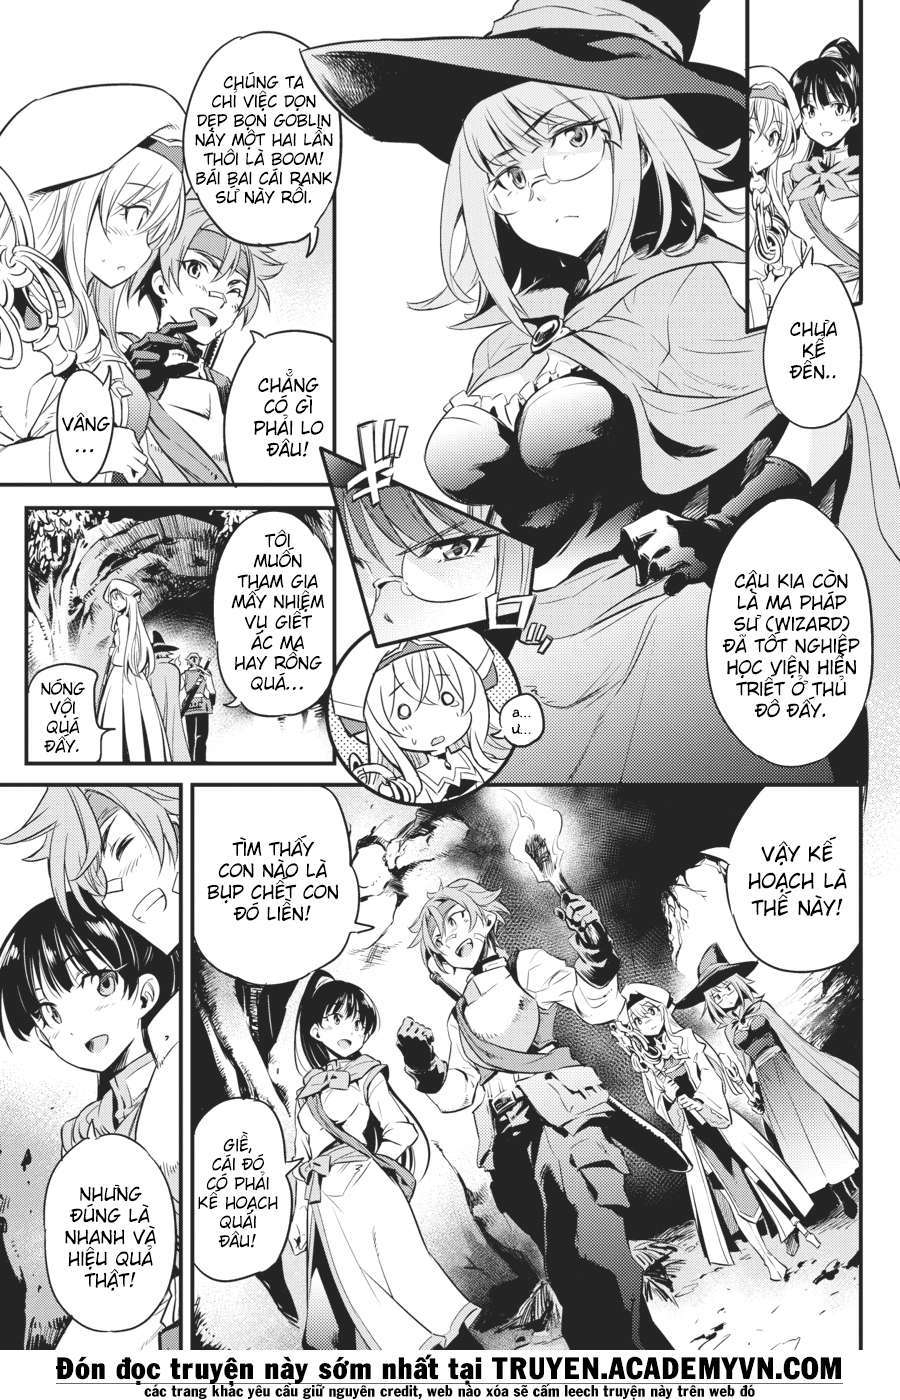 CHƯA
KỂ
ĐẾN..
CẬU KIA CÒN
LÀ MA PHÁP
SƯ (WIZARD)
ĐÃ TỐT NGHIỆP
HỌC VIỆN HIỀN
TRIẾT Ở THỦ
ĐÔ ĐẤY.
CHÚNG TA
CHỈ VIỆC DỌN
DẸP BỌN GOBLIN
NÀY MỘT HAI LẦN
THÔI LÀ BOOM!
BÁI BAI CÁI RANK
SỨ NÀY RỒI.
CHẲNG
CÓ GÌ
PHẢI LO
ĐÂU!
VÂNG
...
ギ
ロ
a...
ư...
TÔI
MUỐN
THAM GIA
MẤY NHIỆM
VỤ GIẾT
ÁC MA
HAY RỒNG
QUÁ...
NÓNG
VỘI
QUÁ
ĐẤY.
VẬY KẾ
HOẠCH LÀ
THẾ NÀY!
TÌM THẤY
CON NÀO LÀ
BỤP CHẾT CON
ĐÓ LIỀN!
GIỀ,
CÁI ĐÓ
CÓ PHẢI
KẾ HOẠCH
QUÁI
ĐÂU!
NHƯNG
ĐÚNG LÀ
NHANH VÀ
HIỆU QUẢ
THẬT!
Đón đọc truyện này sớm nhất tại TRUYEN.ACADEMYVN.COM
các trang khác yêu cầu giữ nguyên credit, web nào xóa sẽ cấm leech truyện này trên web đó